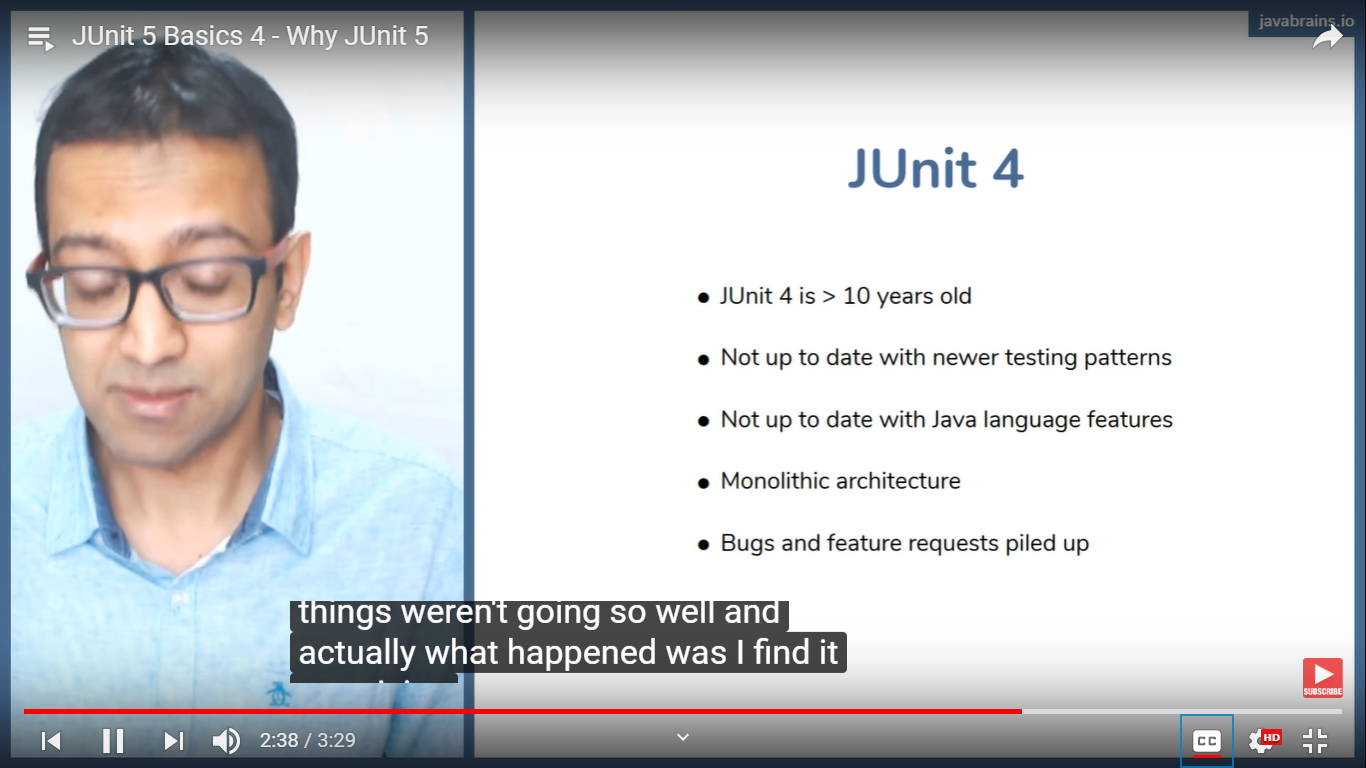 JUnit 5 Basics 4 - Why JUnit 5
javabrains.io
JUnit 4
● JUnit 4 is > 10 years old
● Not up to date with newer testing patterns
● Not up to date with Java language features
● Monolithic architecture
● Bugs and feature requests piled up
things weren't going so well and
actually what happened was I find it
SUBSCRIBE
2:38 / 3:29
CC
HD